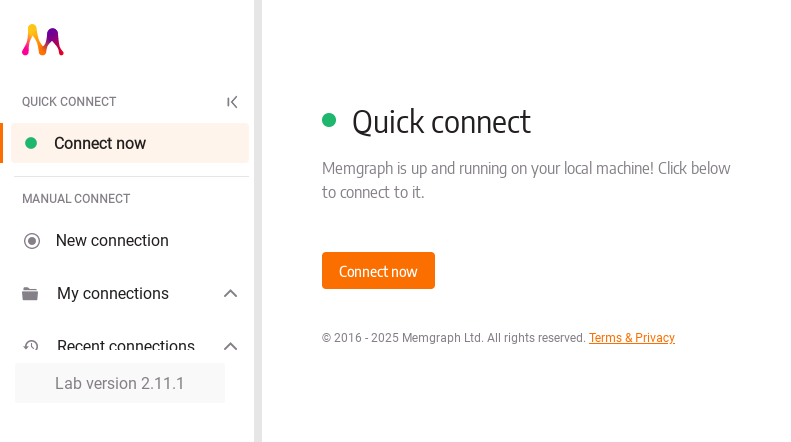 QUICK CONNECT
Connect now
MANUAL CONNECT
New connection
My connections
Recent connections
Lab version 2.11.1
Quick connect
Memgraph is up and running on your local machine! Click below
to connect to it.
Connect now
© 2016 - 2025 Memgraph Ltd. All rights reserved. Terms & Privacy